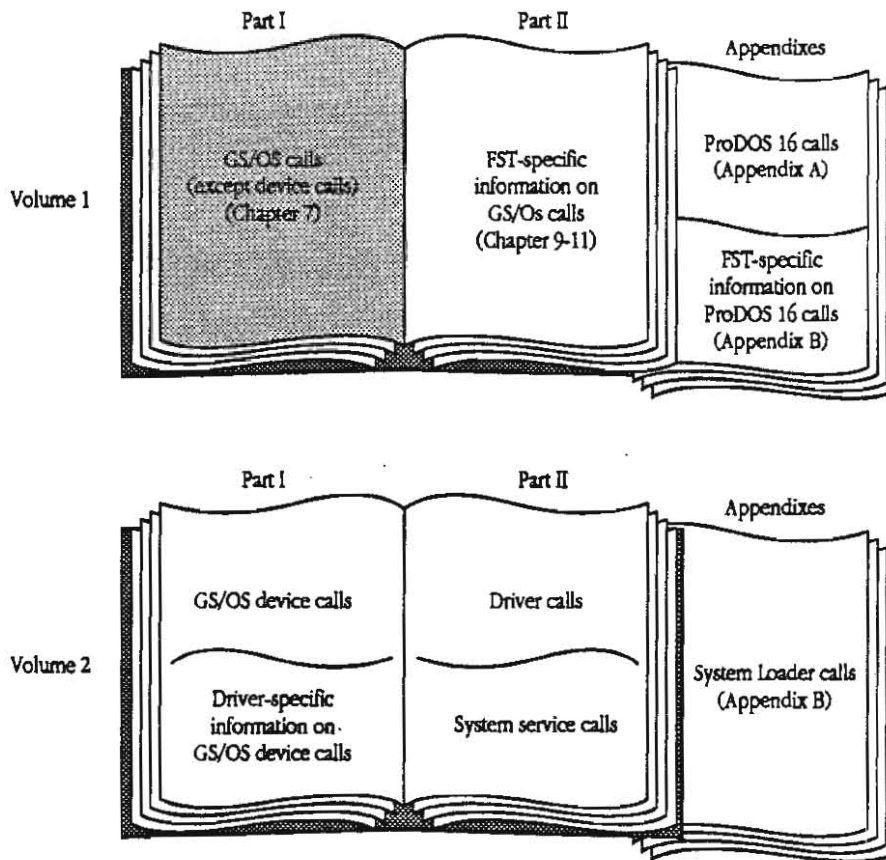 Part I
Part II
Appendixes
Volume 1
GS/OS calls
(except device calls)
(Chapter 7)
FST-specific
information on
GS/Os calls
(Chapter 9-11)
ProDOS 16 calls
(Appendix A)
FST-specific
information on
ProDOS 16 calls
(Appendix B)
Part I
Part II
Appendixes
Volume 2
GS/OS device calls
Driver-specific
information on
GS/OS device calls
Driver calls
System service calls
System Loader calls
(Appendix B)